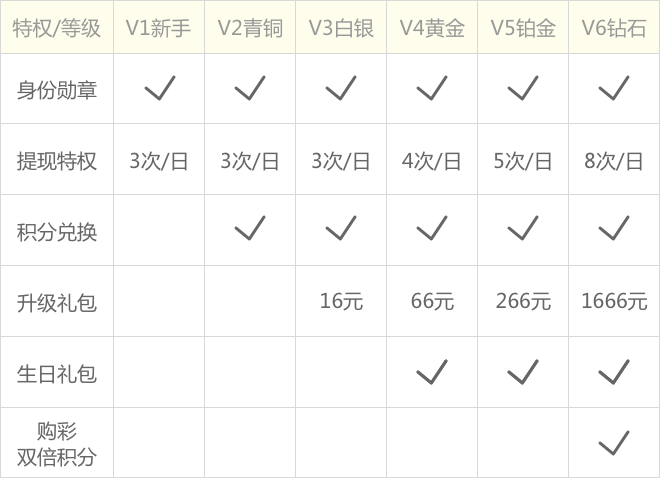 特权/等级 V1新手 V2青铜 V3白银 V4黄金 V5铂金 V6钻石
身份勋章
提现特权 3次/日 3次/日 3次/日 4次/日 5次/日 8次/日
积分兑换
升级礼包 16元 66元 266元 1666元
生日礼包
购彩
双倍积分